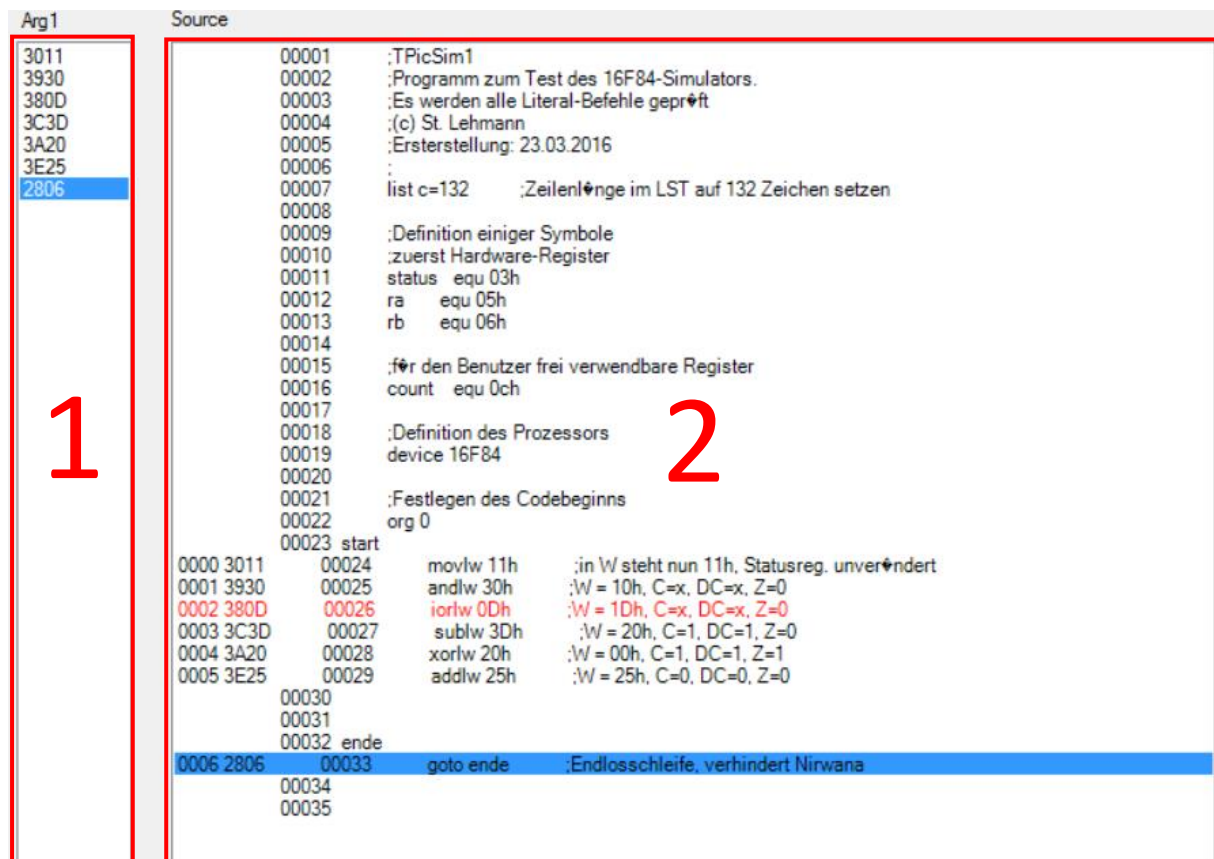 Arg1 Source
3011
3930
380D
3C3D
3A20
3E25
2806
1
00001 ;TPicSim1
00002 ;Programm zum Test des 16F84-Simulators.
00003 ;Es werden alle Literal-Befehle gepr�ft
00004 ;(c) St. Lehmann
00005 ;Ersterstellung: 23.03.2016
00006 ;
00007 list c=132 ;Zeilenl�nge im LST auf 132 Zeichen setzen
00008
00009 ;Definition einiger Symbole
00010 ;zuerst Hardware-Register
00011 status equ 03h
00012 ra equ 05h
00013 rb equ 06h
00014
00015 ;f�r den Benutzer frei verwendbare Register
00016 count equ 0ch
00017
00018 ;Definition des Prozessors
00019 device 16F84
00020
00021 ;Festlegen des Codebeginns
00022 org 0
00023 start
0000 3011 00024 movlw 11h ;in W steht nun 11h, Statusreg. unver�ndert
0001 3930 00025 andlw 30h ;W = 10h, C=x, DC=x, Z=0
0002 380D 00026 iorlw 0Dh ;W = 1Dh, C=x, DC=x, Z=0
0003 3C3D 00027 sublw 3Dh ;W = 20h, C=1, DC=1, Z=0
0004 3A20 00028 xorlw 20h ;W = 00h, C=1, DC=1, Z=1
0005 3E25 00029 addlw 25h ;W = 25h, C=0, DC=0, Z=0
00030
00031
00032 ende
0006 2806 00033 goto ende ;Endlosschleife, verhindert Nirwana
00034
00035
2